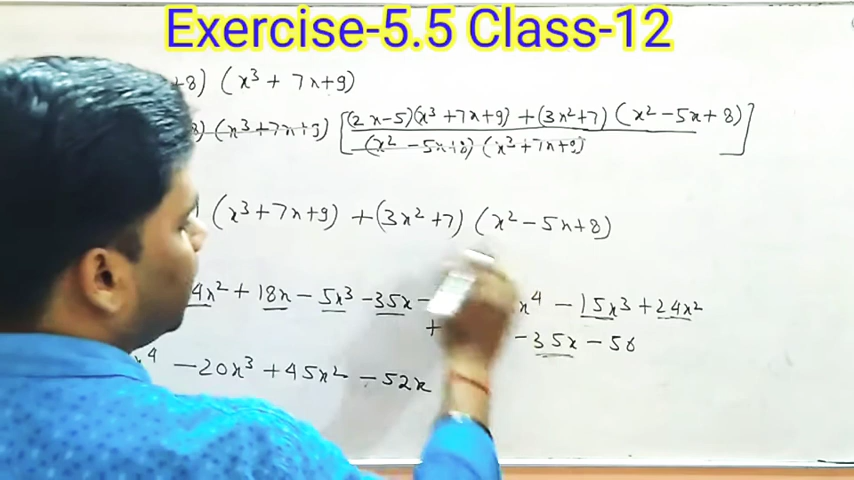 Exercise-5.5 Class-12
+8) (x³ + 7x+9)
8) (x³+7x+9) [(2x-5)(x³+7x+9) +(3x²+7) (x²-5x+8)
(x²-5x+8) (x³+7x+9)]
) (x³+7x+9) +(3x²+7) (x²-5x+8)
4x² + 18x - 5x³ - 35x - x⁴ - 15x³ + 24x²
+ - 35x - 56
x⁴ - 20x³ + 45x² - 52x